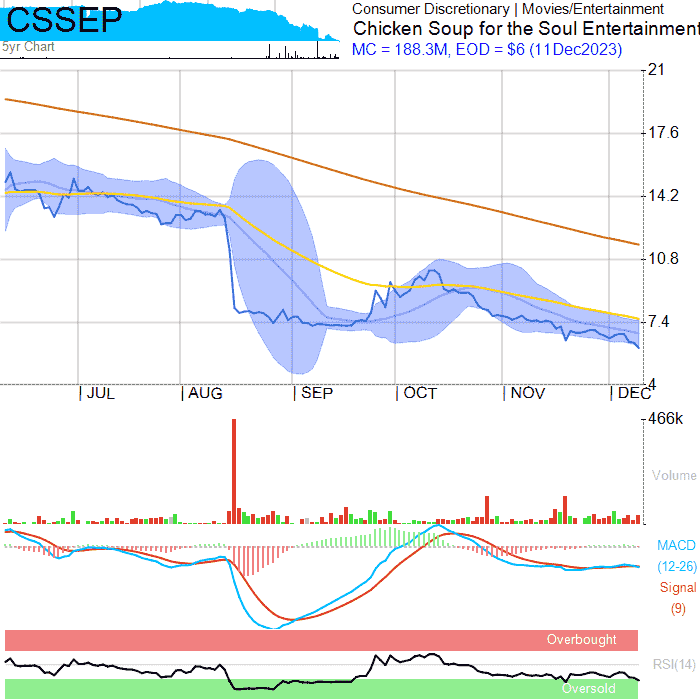 CSSEP
5yr Chart
Consumer Discretionary | Movies/Entertainment
Chicken Soup for the Soul Entertainment
MC = 188.3M, EOD = $6 (11Dec2023)
21
17.6
14.2
10.8
7.4
4
| JUL | AUG | SEP | OCT | NOV | DEC
466k
Volume
MACD
(12-26)
Signal
(9)
Overbought
RSI(14)
Oversold